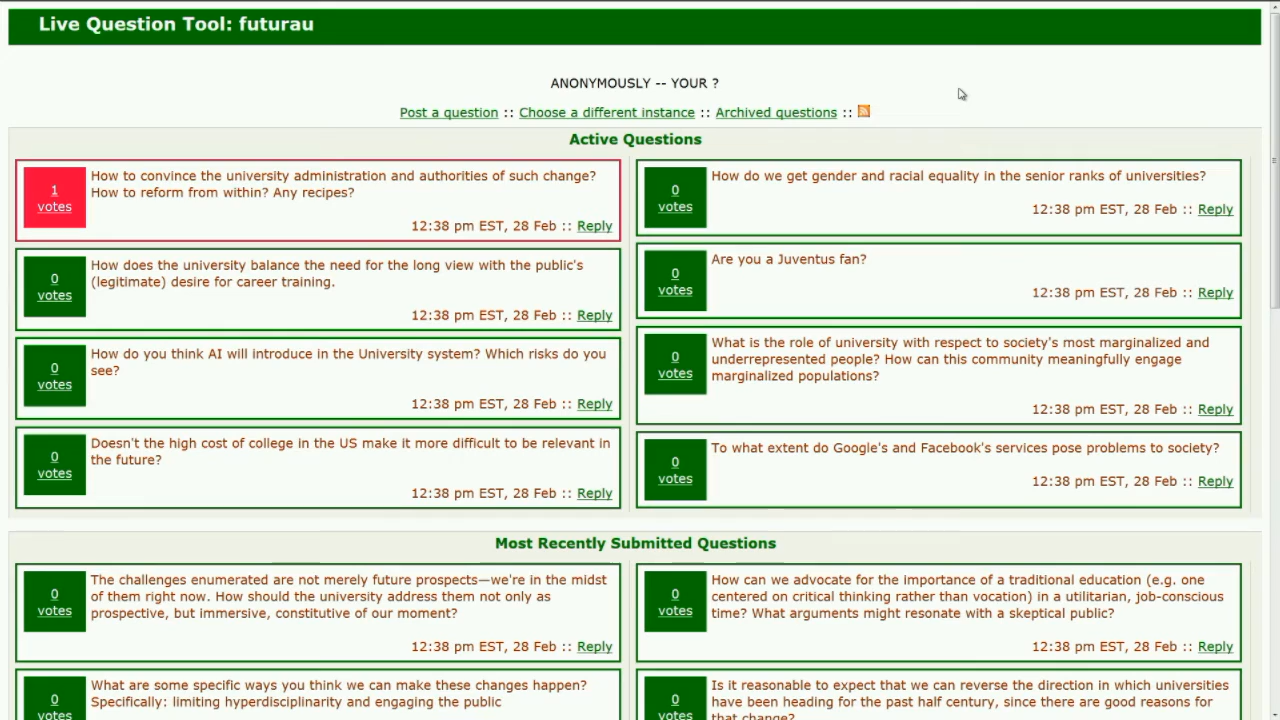 Live Question Tool: futurau
ANONYMOUSLY -- YOUR ?
Post a question :: Choose a different instance :: Archived questions ::
Active Questions
1
votes
How to convince the university administration and authorities of such change?
How to reform from within? Any recipes?
12:38 pm EST, 28 Feb :: Reply
0
votes
How do we get gender and racial equality in the senior ranks of universities?
12:38 pm EST, 28 Feb :: Reply
0
votes
How does the university balance the need for the long view with the public's
(legitimate) desire for career training.
12:38 pm EST, 28 Feb :: Reply
0
votes
Are you a Juventus fan?
12:38 pm EST, 28 Feb :: Reply
0
votes
How do you think AI will introduce in the University system? Which risks do you
see?
12:38 pm EST, 28 Feb :: Reply
0
votes
What is the role of university with respect to society's most marginalized and
underrepresented people? How can this community meaningfully engage
marginalized populations?
12:38 pm EST, 28 Feb :: Reply
0
votes
Doesn't the high cost of college in the US make it more difficult to be relevant in
the future?
12:38 pm EST, 28 Feb :: Reply
0
votes
To what extent do Google's and Facebook's services pose problems to society?
12:38 pm EST, 28 Feb :: Reply
Most Recently Submitted Questions
0
votes
The challenges enumerated are not merely future prospects—we're in the midst
of them right now. How should the university address them not only as
prospective, but immersive, constitutive of our moment?
12:38 pm EST, 28 Feb :: Reply
0
votes
How can we advocate for the importance of a traditional education (e.g. one
centered on critical thinking rather than vocation) in a utilitarian, job-conscious
time? What arguments might resonate with a skeptical public?
12:38 pm EST, 28 Feb :: Reply
0
votes
What are some specific ways you think we can make these changes happen?
Specifically: limiting hyperdisciplinarity and engaging the public
0
votes
Is it reasonable to expect that we can reverse the direction in which universities
have been heading for the past half century, since there are good reasons for
that change?